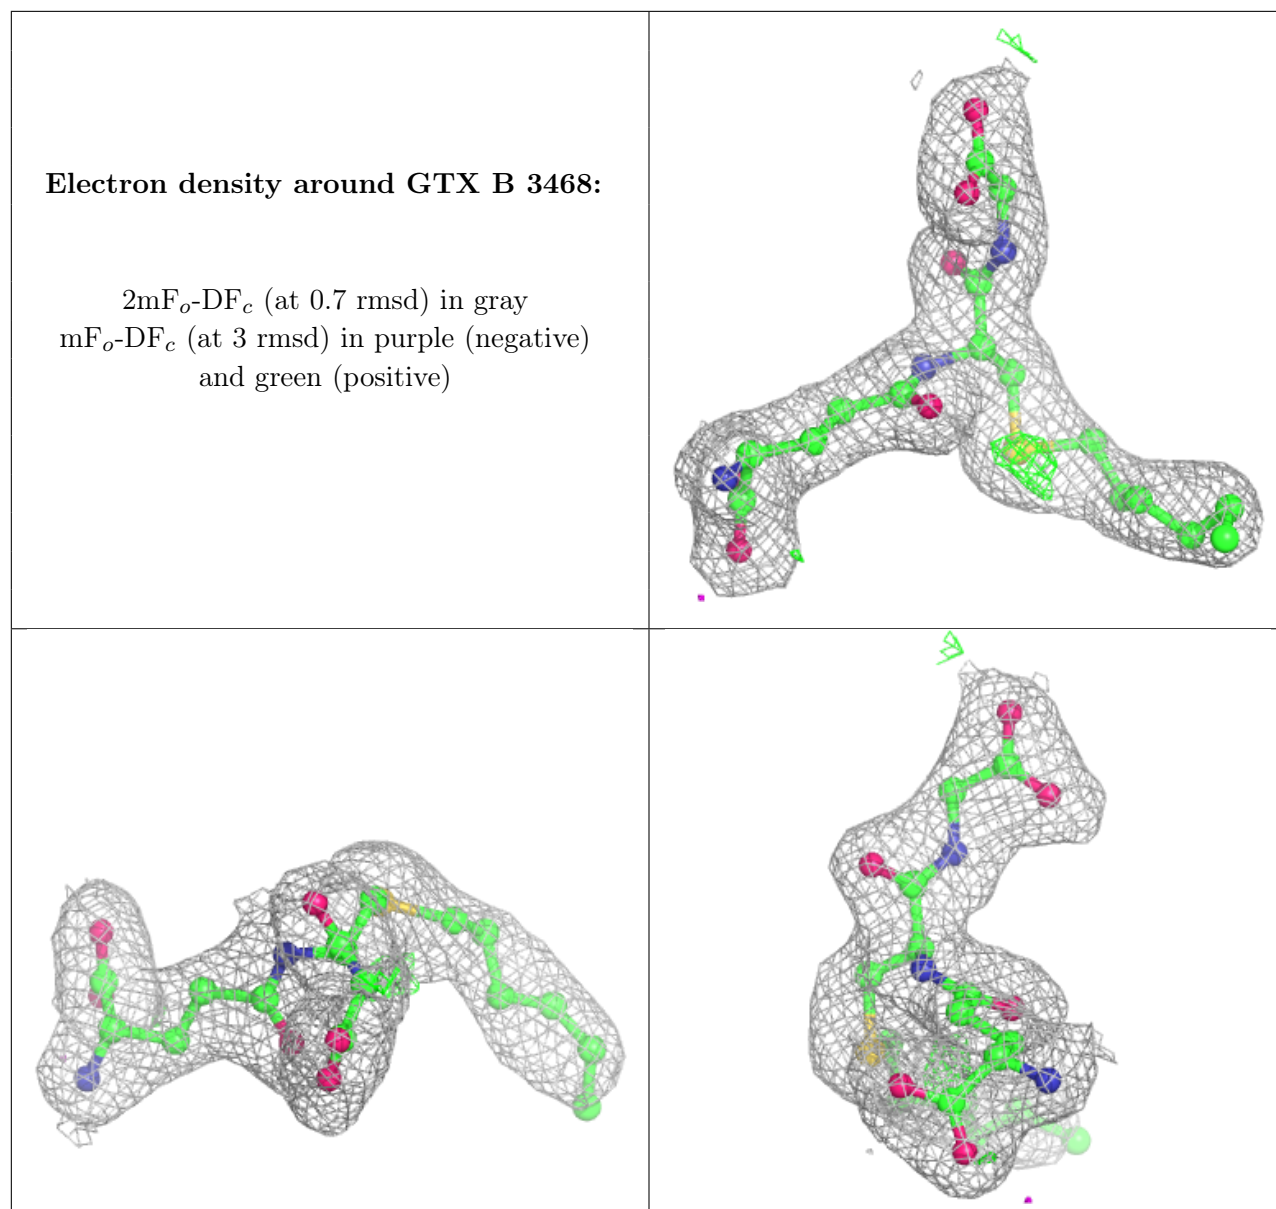 Electron density around GTX B 3468:
2mFₒ-DF𝒸 (at 0.7 rmsd) in gray
mFₒ-DF𝒸 (at 3 rmsd) in purple (negative)
and green (positive)